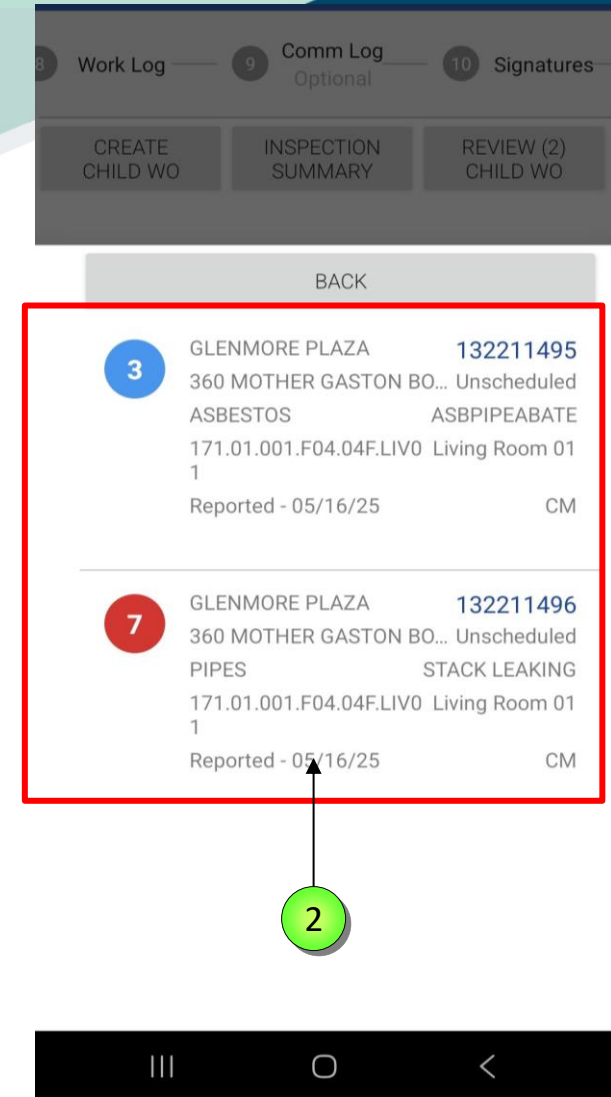 8 Work Log 9 Comm Log Optional 10 Signatures
CREATE CHILD WO
INSPECTION SUMMARY
REVIEW (2) CHILD WO
BACK
3
GLENMORE PLAZA 132211495
360 MOTHER GASTON BO... Unscheduled
ASBESTOS ASBPIPEABATE
171.01.001.F04.04F.LIV0 Living Room 01
1
Reported - 05/16/25 CM
7
GLENMORE PLAZA 132211496
360 MOTHER GASTON BO... Unscheduled
PIPES STACK LEAKING
171.01.001.F04.04F.LIV0 Living Room 01
1
Reported - 05/16/25 CM
2